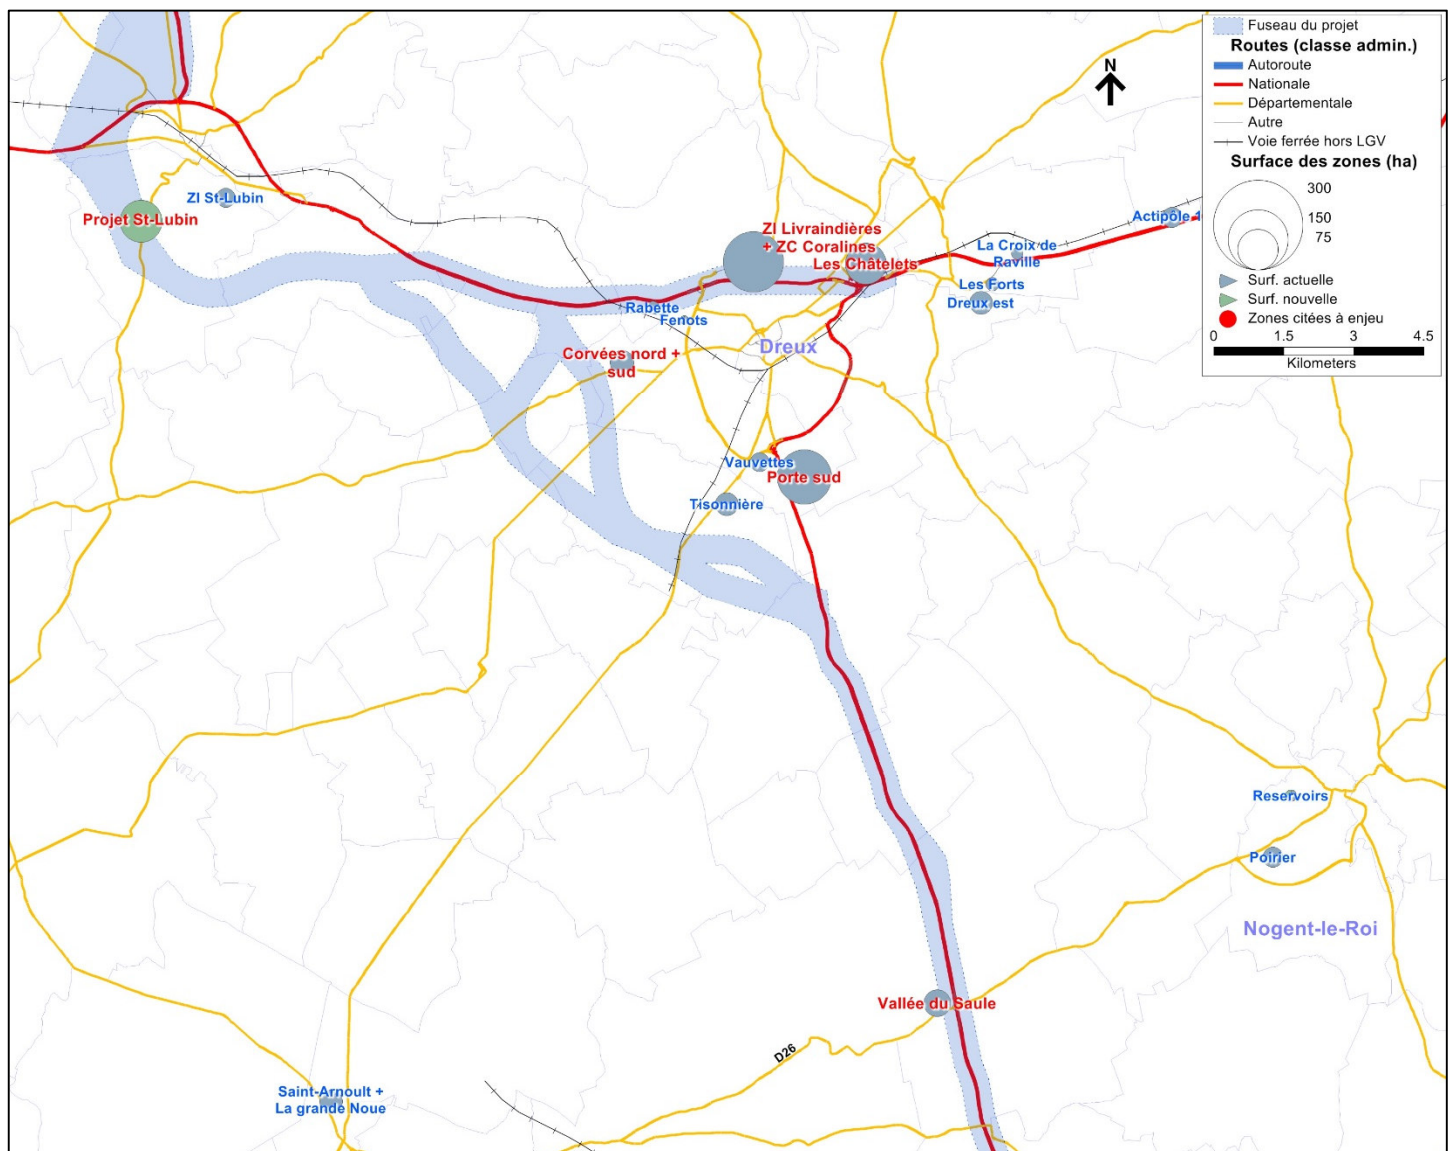 Fuseau du projet
Routes (classe admin.)
Autoroute
Nationale
Départementale
Autre
Voie ferrée hors LGV
Surface des zones (ha)
300
150
75
Surf. actuelle
Surf. nouvelle
Zones citées à enjeu
0 1.5 3 4.5
Kilometers
N
ZI St-Lubin
Projet St-Lubin
ZI Livraindières
+ ZC Coralines
Les Châtelets
Actipôle 1
La Croix de
Raville
Les Forts
Dreux est
Rabette
Fenots
Dreux
Corvées nord +
sud
Vauvettes
Porte sud
Tisonnière
Reservoirs
Poirier
Nogent-le-Roi
Vallée du Saule
D26
Saint-Arnoult +
La grande Noue